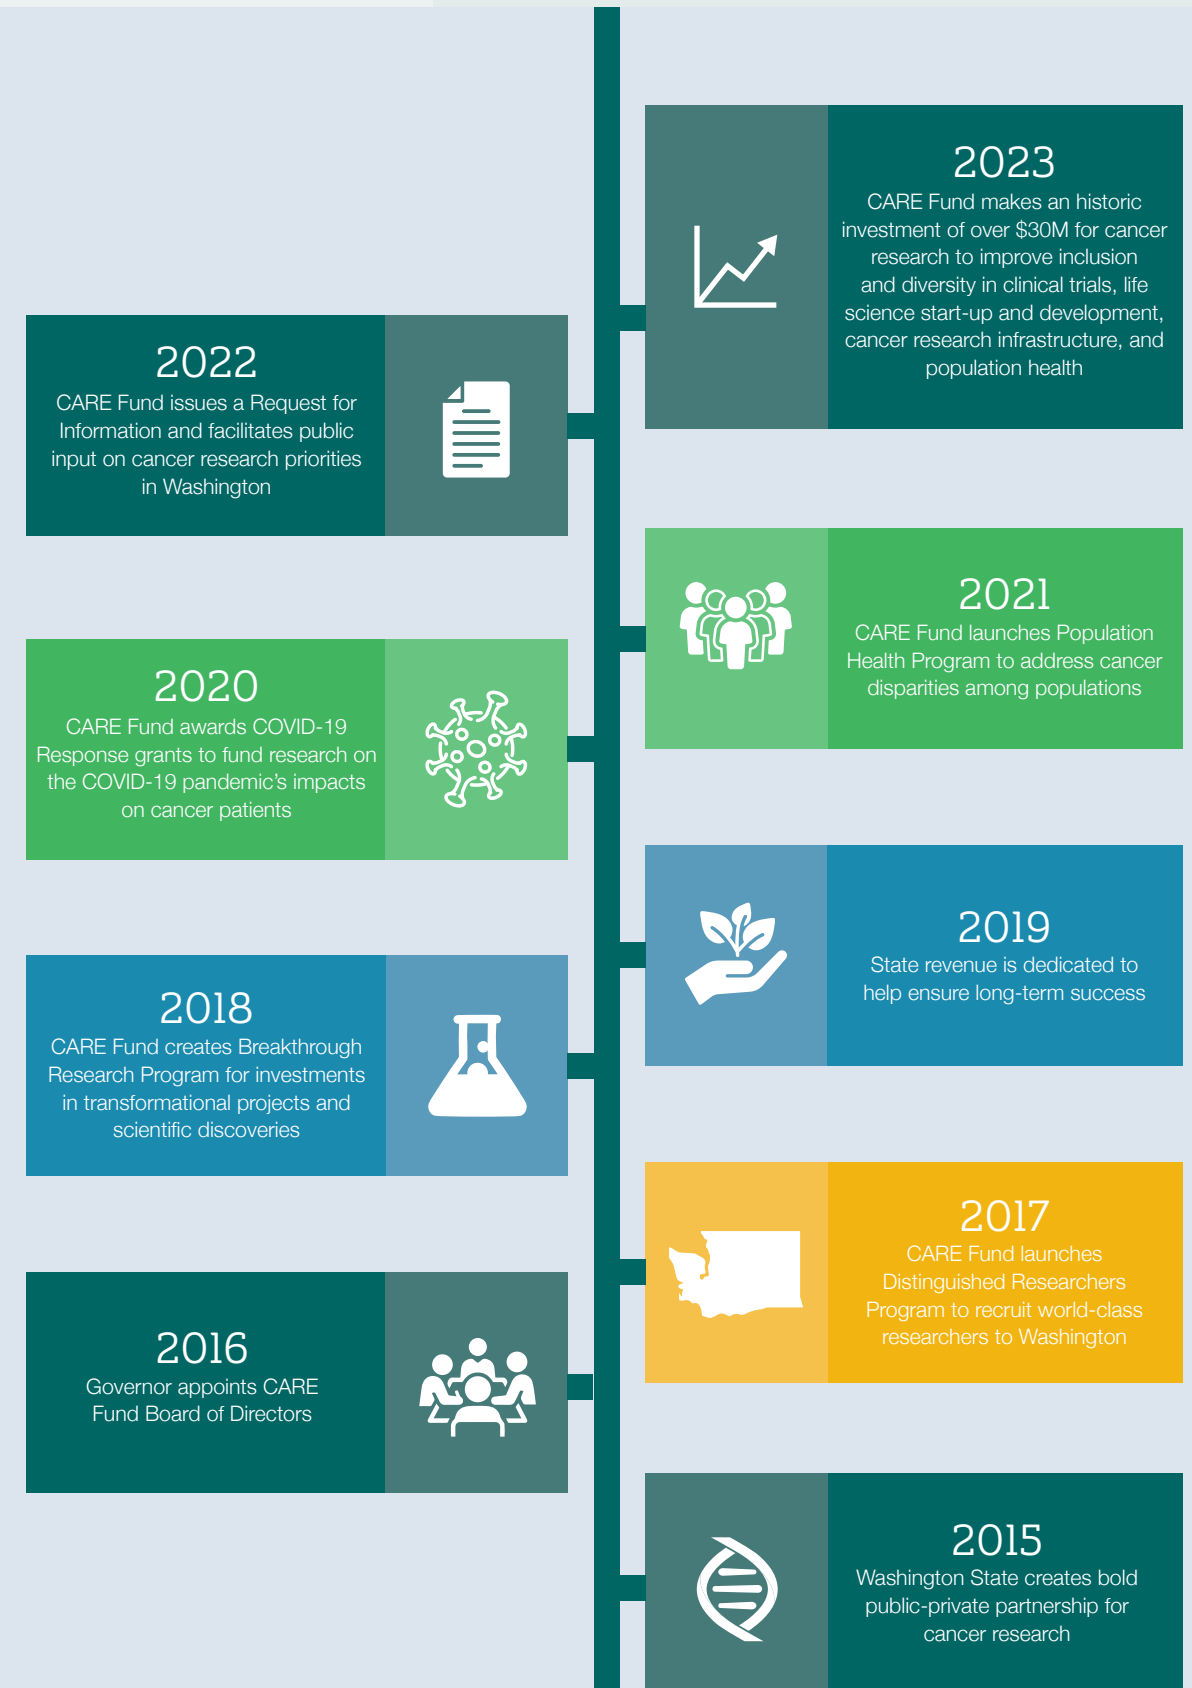 2023
CARE Fund makes an historic
investment of over $30M for cancer
research to improve inclusion
and diversity in clinical trials, life
science start-up and development,
cancer research infrastructure, and
population health
2022
CARE Fund issues a Request for
Information and facilitates public
input on cancer research priorities
in Washington
2021
CARE Fund launches Population
Health Program to address cancer
disparities among populations
2020
CARE Fund awards COVID-19
Response grants to fund research on
the COVID-19 pandemic’s impacts
on cancer patients
2019
State revenue is dedicated to
help ensure long-term success
2018
CARE Fund creates Breakthrough
Research Program for investments
in transformational projects and
scientific discoveries
2017
CARE Fund launches
Distinguished Researchers
Program to recruit world-class
researchers to Washington
2016
Governor appoints CARE
Fund Board of Directors
2015
Washington State creates bold
public-private partnership for
cancer research